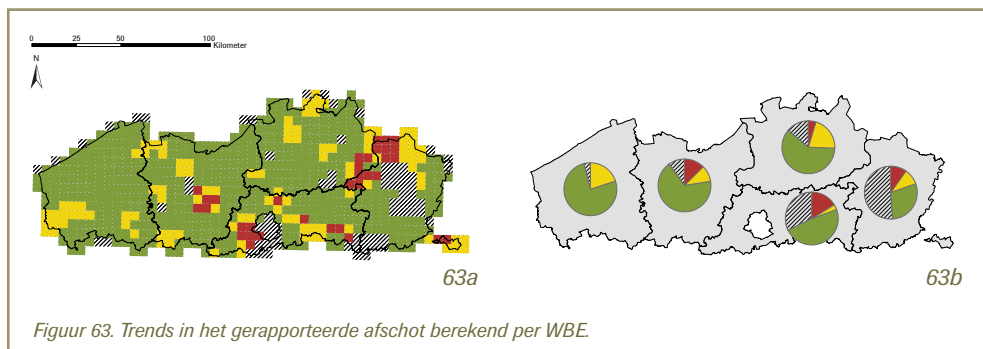 0 25 50 100
Kilometer
N
63a
63b
Figuur 63. Trends in het gerapporteerde afschot berekend per WBE.